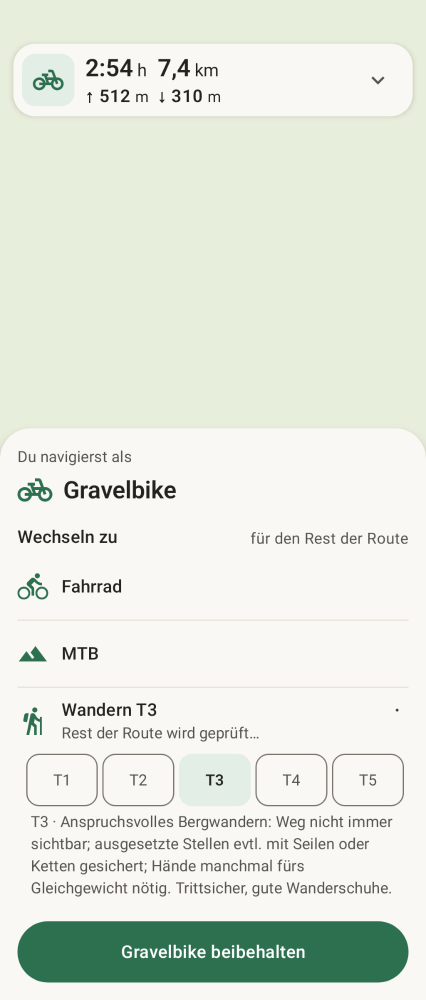 2:54 h 7,4 km
↑ 512 m ↓ 310 m
Du navigierst als
Gravelbike
Wechseln zu für den Rest der Route
Fahrrad
MTB
Wandern T3
Rest der Route wird geprüft…
T1 T2 T3 T4 T5
T3 · Anspruchsvolles Bergwandern: Weg nicht immer
sichtbar; ausgesetzte Stellen evtl. mit Seilen oder
Ketten gesichert; Hände manchmal fürs
Gleichgewicht nötig. Trittsicher, gute Wanderschuhe.
Gravelbike beibehalten